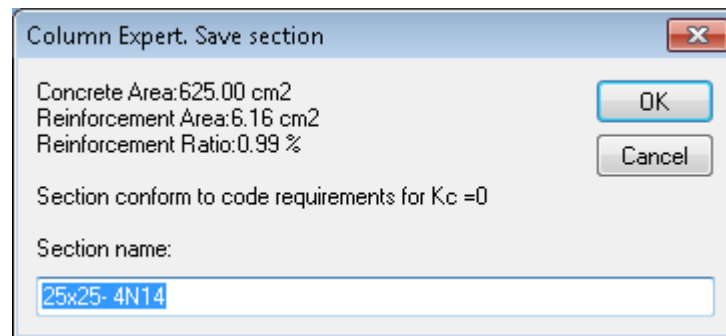 Column Expert. Save section
Concrete Area:625.00 cm2
Reinforcement Area:6.16 cm2
Reinforcement Ratio:0.99 %
Section conform to code requirements for Kc =0
Section name:
25x25- 4N14
OK
Cancel